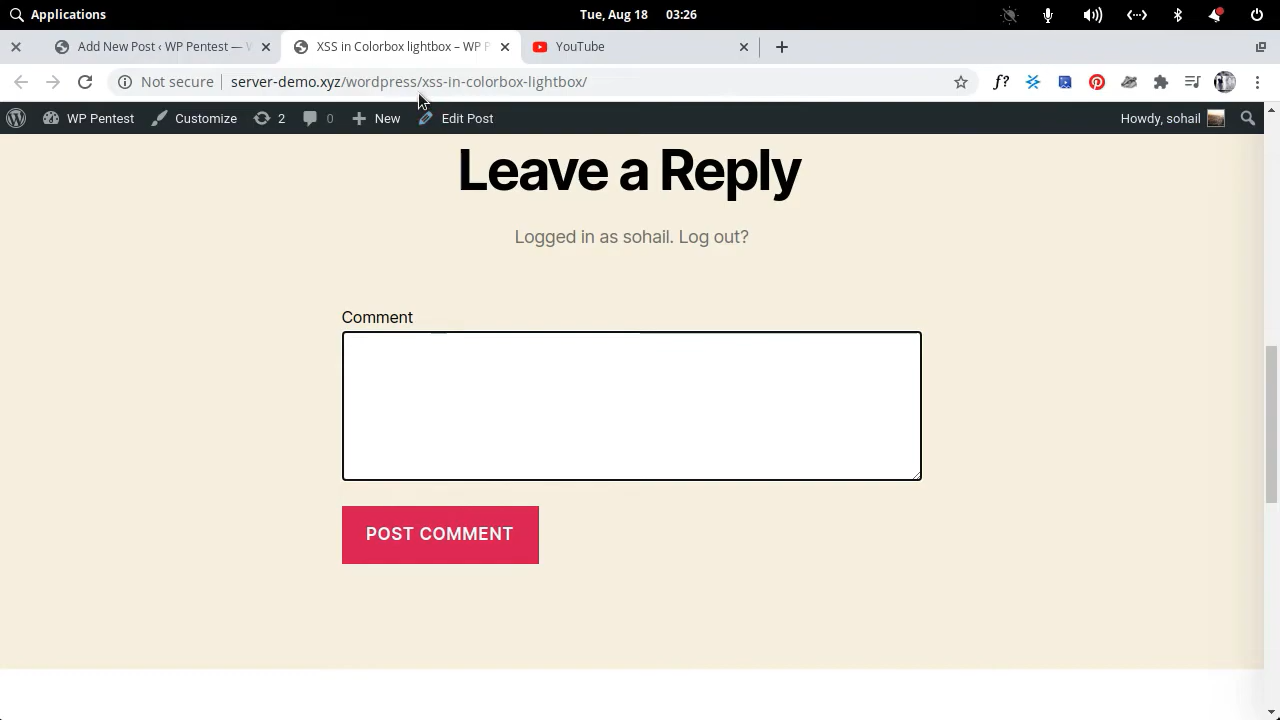 Applications
Tue, Aug 18 03:26
Add New Post ‹ WP Pentest —
XSS in Colorbox lightbox – WP P
YouTube
Not secure
server-demo.xyz/wordpress/xss-in-colorbox-lightbox/
f?
WP Pentest
Customize
2
0
New
Edit Post
Howdy, sohail
Leave a Reply
Logged in as sohail. Log out?
Comment
POST COMMENT